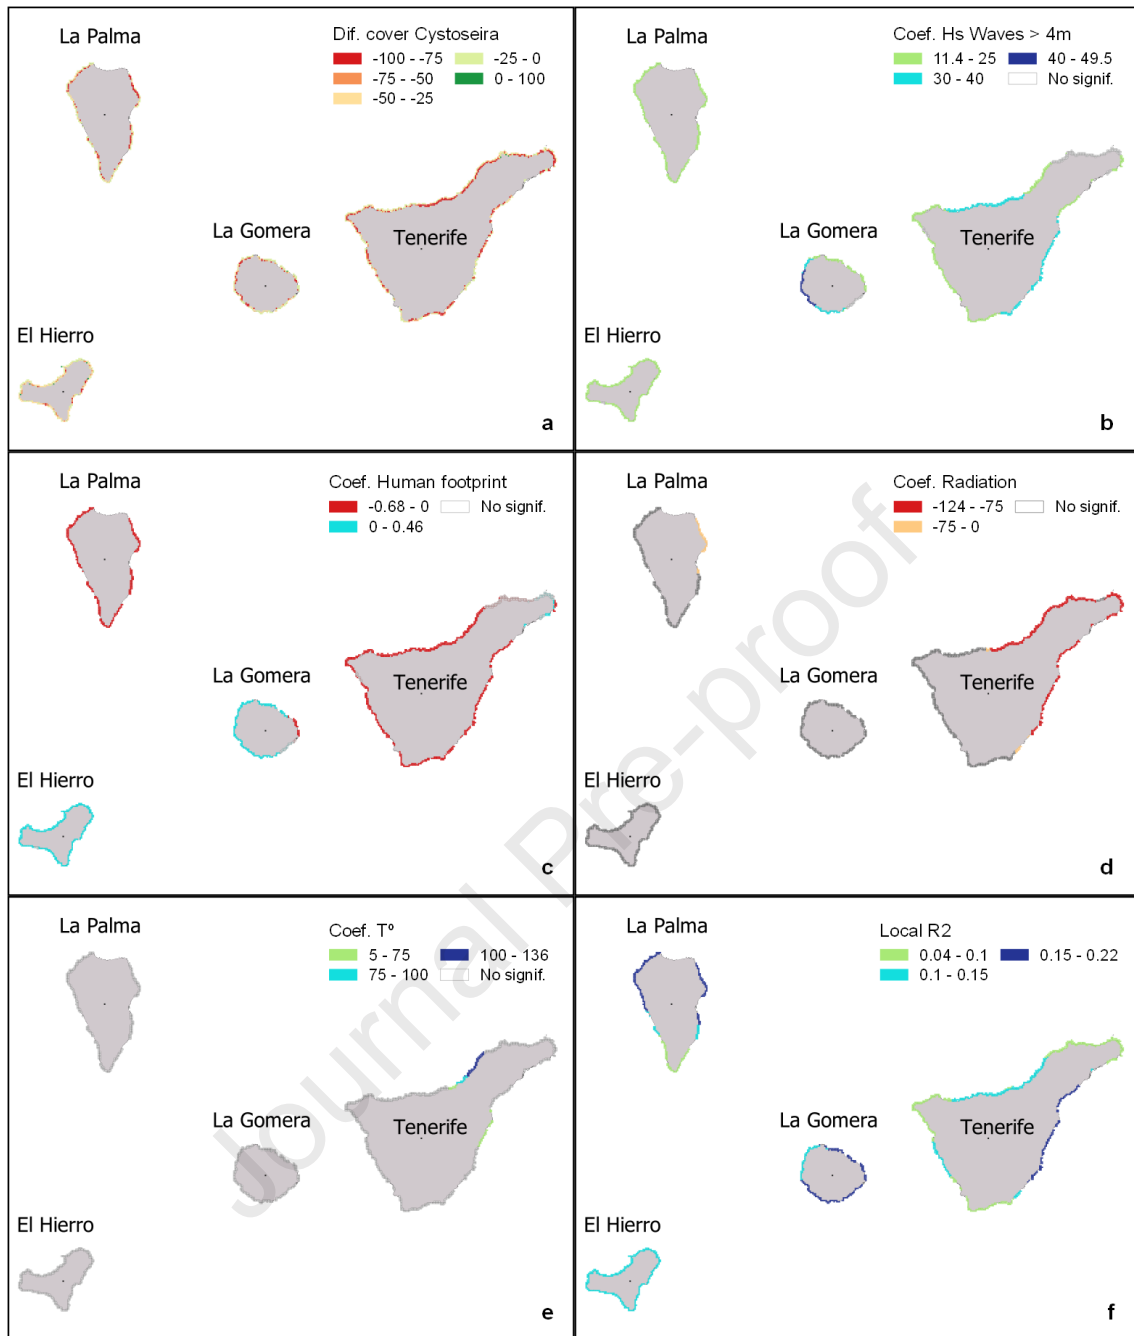 La Palma
Dif. cover Cystoseira
-100 - -75
-25 - 0
-75 - -50
0 - 100
-50 - -25
La Gomera
Tenerife
El Hierro
a
La Palma
Coef. Hs Waves > 4m
11.4 - 25
40 - 49.5
30 - 40
No signif.
La Gomera
Tenerife
El Hierro
b
La Palma
Coef. Human footprint
-0.68 - 0
No signif.
0 - 0.46
La Gomera
Tenerife
El Hierro
c
La Palma
Coef. Radiation
-124 - -75
No signif.
-75 - 0
La Gomera
Tenerife
El Hierro
d
La Palma
Coef. Tº
5 - 75
100 - 136
75 - 100
No signif.
La Gomera
Tenerife
El Hierro
e
La Palma
Local R2
0.04 - 0.1
0.15 - 0.22
0.1 - 0.15
La Gomera
Tenerife
El Hierro
f
Journal Pre-proof